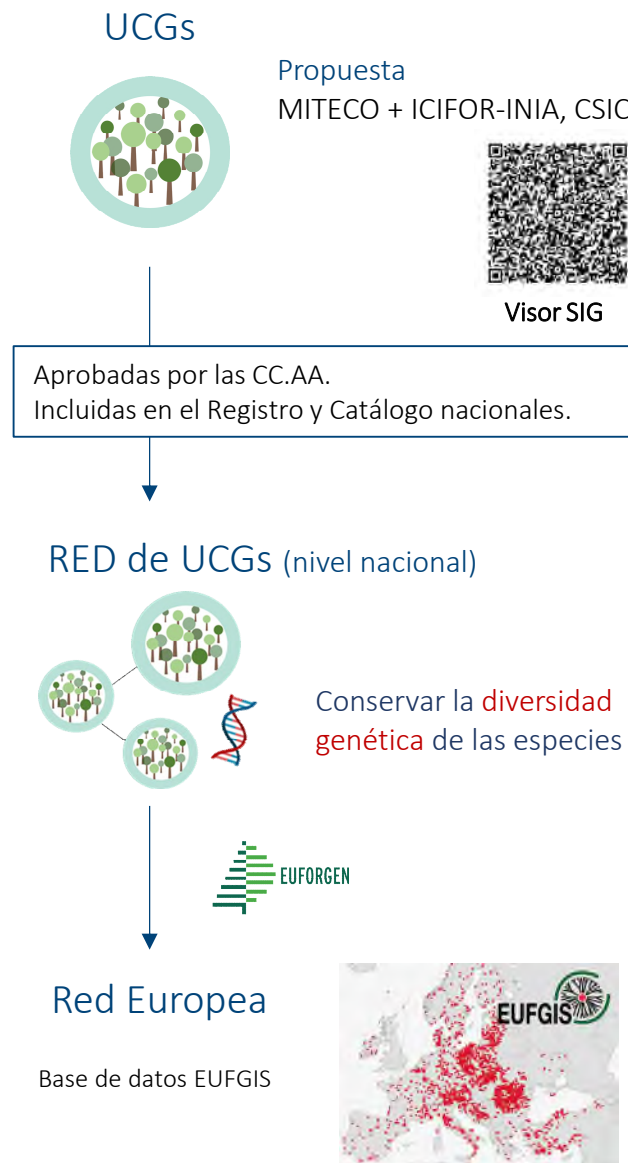 UCGs
Propuesta
MITECO + ICIFOR-INIA, CSIC
Visor SIG
Aprobadas por las CC.AA.
Incluidas en el Registro y Catálogo nacionales.
RED de UCGs (nivel nacional)
Conservar la diversidad
genética de las especies
EUFORGEN
Red Europea
EUFGIS
Base de datos EUFGIS